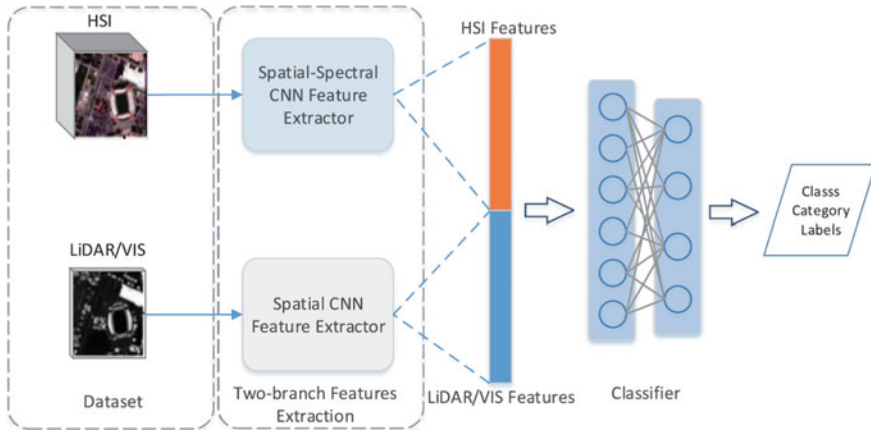 HSI
Spatial-Spectral
CNN Feature
Extractor
HSI Features
LiDAR/VIS
Spatial CNN
Feature Extractor
Classs
Category
Labels
Dataset
Two-branch Features
Extraction
LiDAR/VIS Features
Classifier